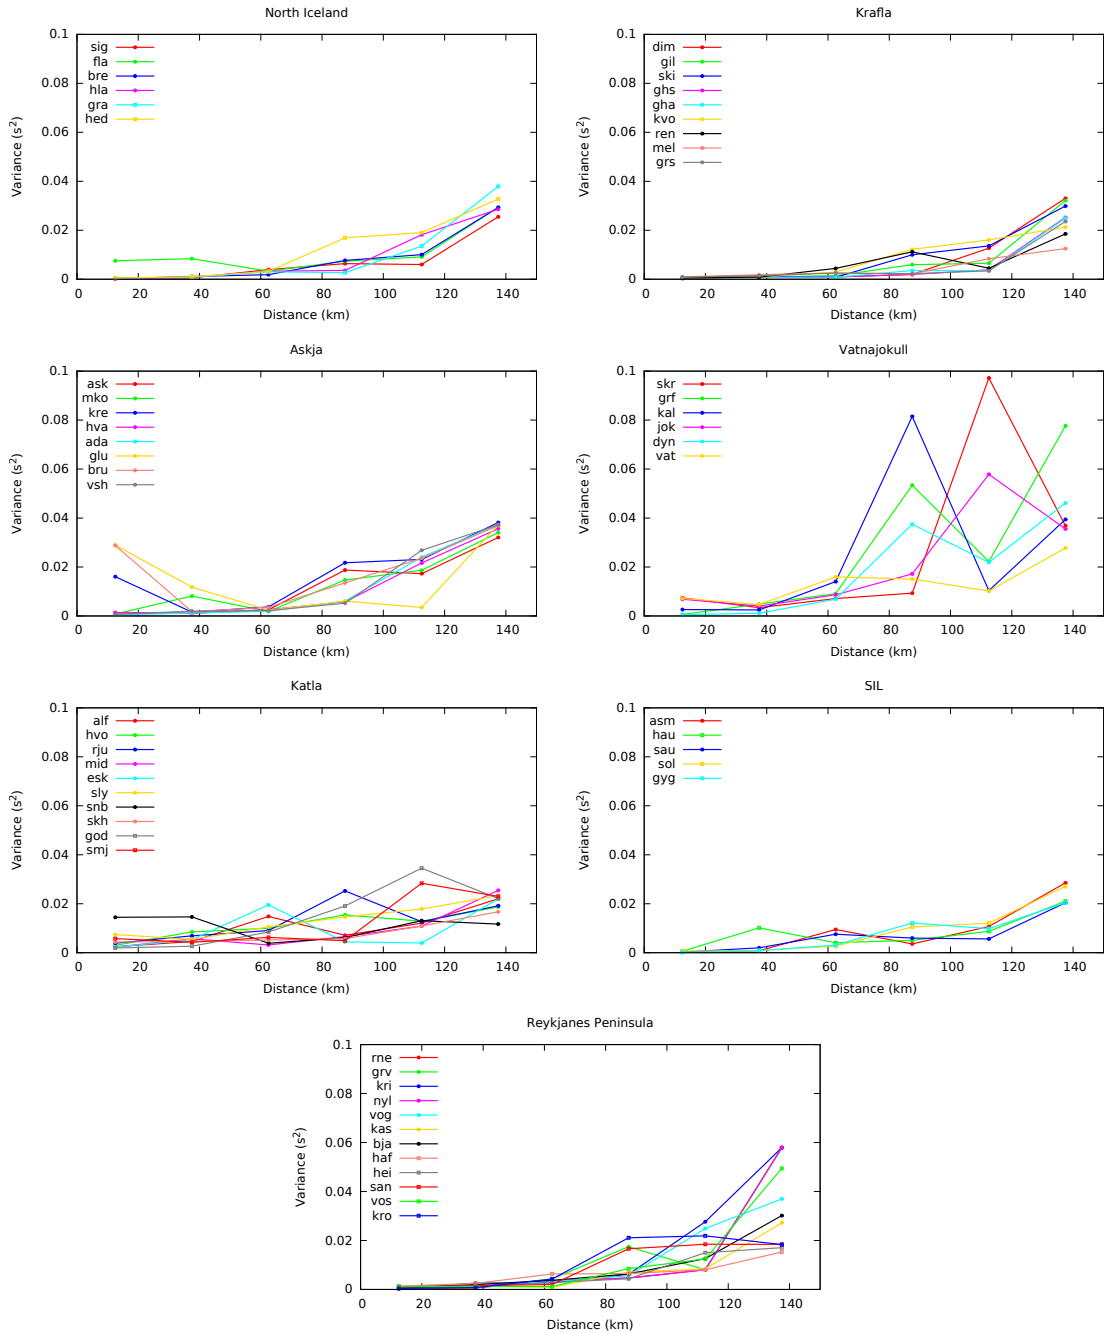 North Iceland
Variance (s²)
0.1
0.08
0.06
0.04
0.02
0
sig
fla
bre
hla
gra
hed
0 20 40 60 80 100 120 140
Distance (km)
Krafla
Variance (s²)
0.1
0.08
0.06
0.04
0.02
0
dim
gil
ski
ghs
gha
kvo
ren
mel
grs
0 20 40 60 80 100 120 140
Distance (km)
Askja
Variance (s²)
0.1
0.08
0.06
0.04
0.02
0
ask
mko
kre
hva
ada
glu
bru
vsh
0 20 40 60 80 100 120 140
Distance (km)
Vatnajokull
Variance (s²)
0.1
0.08
0.06
0.04
0.02
0
skr
grf
kal
jok
dyn
vat
0 20 40 60 80 100 120 140
Distance (km)
Katla
Variance (s²)
0.1
0.08
0.06
0.04
0.02
0
alf
hvo
rju
mid
esk
sly
snb
skh
god
smj
0 20 40 60 80 100 120 140
Distance (km)
SIL
Variance (s²)
0.1
0.08
0.06
0.04
0.02
0
asm
hau
sau
sol
gyg
0 20 40 60 80 100 120 140
Distance (km)
Reykjanes Peninsula
Variance (s²)
0.1
0.08
0.06
0.04
0.02
0
rne
grv
kri
nyl
vog
kas
bja
haf
hei
san
vos
kro
0 20 40 60 80 100 120 140
Distance (km)